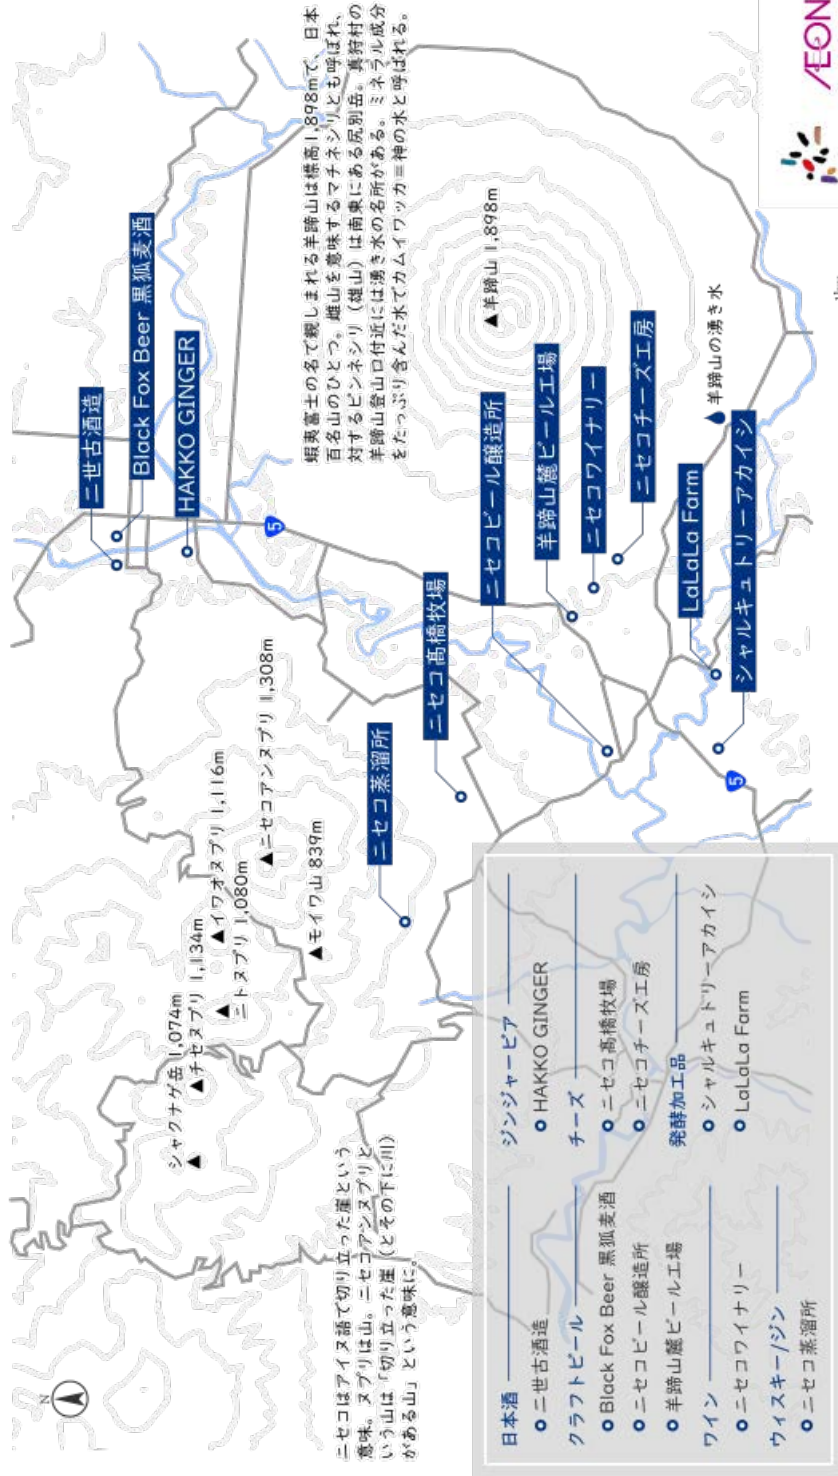 N
シャクナゲ岳 1,074m
▲チセヌプリ 1,134m
▲イワオヌプリ 1,116m
ニトヌプリ 1,080m
▲ニセコアンヌプリ 1,308m
▲モイワ山 839m
ニセコはアイヌ語で切り立った崖という
意味。ヌプリは山。ニセコアンヌプリと
いう山は「切り立った崖（とその下に川）
がある山」という意味に。
二世古酒造
Black Fox Beer 黒狐麦酒
HAKKO GINGER
5
蝦夷富士の名で親しまれる羊蹄山は標高1,898mで、日本
百名山のひとつ。雌山を意味するマチネシリとも呼ばれ、
対するピンネシリ（雄山）は南東にある尻別岳。真狩村の
羊蹄山登山口付近には湧き水の名所がある。ミネラル成分
をたっぷり含んだ水でカムイワッカ＝神の水と呼ばれる。
▲羊蹄山 1,898m
ニセコ蒸溜所
ニセコ髙橋牧場
ニセコビール醸造所
羊蹄山麓ビール工場
ニセコワイナリー
ニセコチーズ工房
LaLaLa Farm
羊蹄山の湧き水
シャルキュトリーアカイシ
5
日本酒
二世古酒造
クラフトビール
Black Fox Beer 黒狐麦酒
ニセコビール醸造所
羊蹄山麓ビール工場
ワイン
ニセコワイナリー
ウィスキー/ジン
ニセコ蒸溜所
ジンジャービア
HAKKO GINGER
チーズ
ニセコ髙橋牧場
ニセコチーズ工房
発酵加工品
シャルキュトリーアカイシ
LaLaLa Farm
ÆON